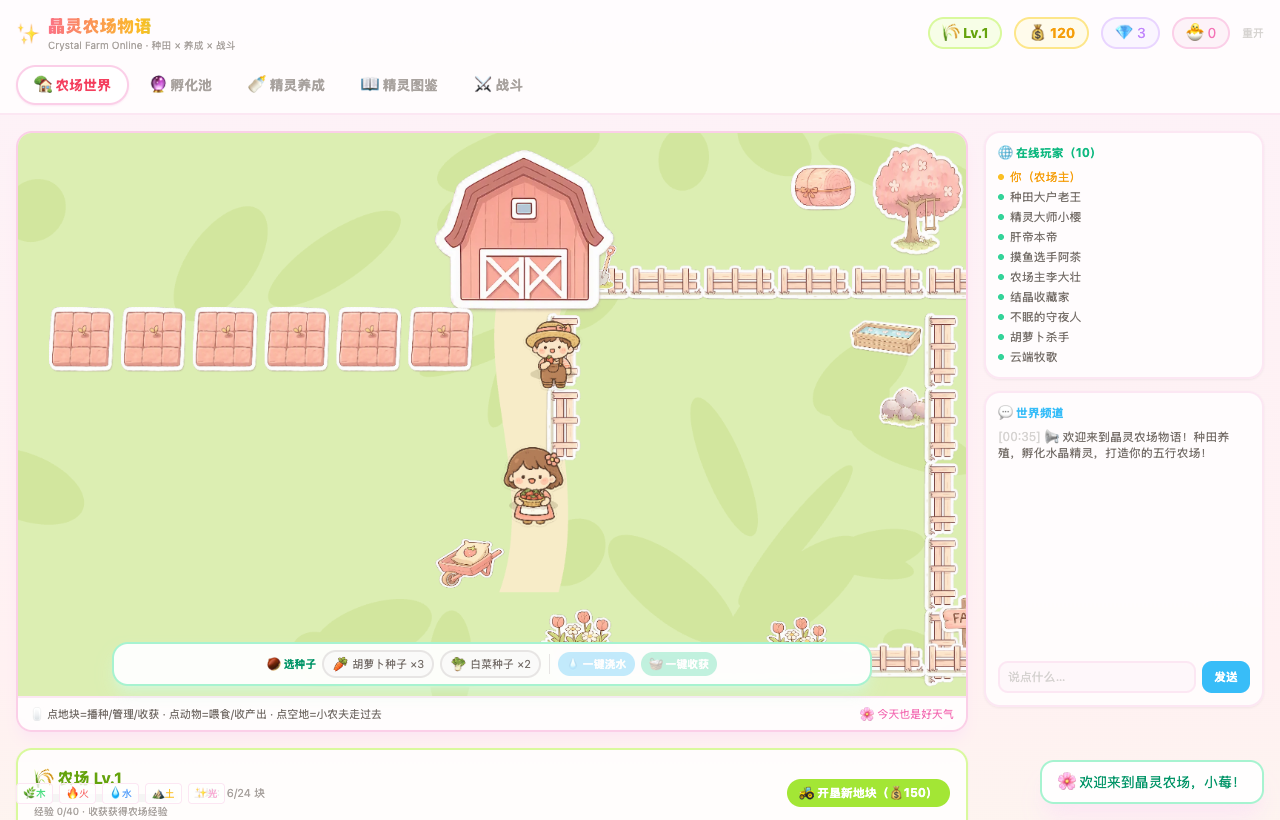 晶灵农场物语
Crystal Farm Online · 种田 × 养成 × 战斗
Lv.1
120
3
0
重开
农场世界
孵化池
精灵养成
精灵图鉴
战斗
在线玩家（10）
你（农场主）
种田大户老王
精灵大师小樱
肝帝本帝
摸鱼选手阿茶
农场主李大壮
结晶收藏家
不眠的守夜人
胡萝卜杀手
云端牧歌
世界频道
[00:35] 欢迎来到晶灵农场物语！种田养
殖，孵化水晶精灵，打造你的五行农场！
FA
选种子
胡萝卜种子 ×3
白菜种子 ×2
一键浇水
一键收获
说点什么...
发送
点地块=播种/管理/收获 · 点动物=喂食/收产出 · 点空地=小农夫走过去
今天也是好天气
农场 Lv.1
木
火
水
土
光
6/24 块
经验 0/40 · 收获获得农场经验
开垦新地块（150）
欢迎来到晶灵农场，小莓！